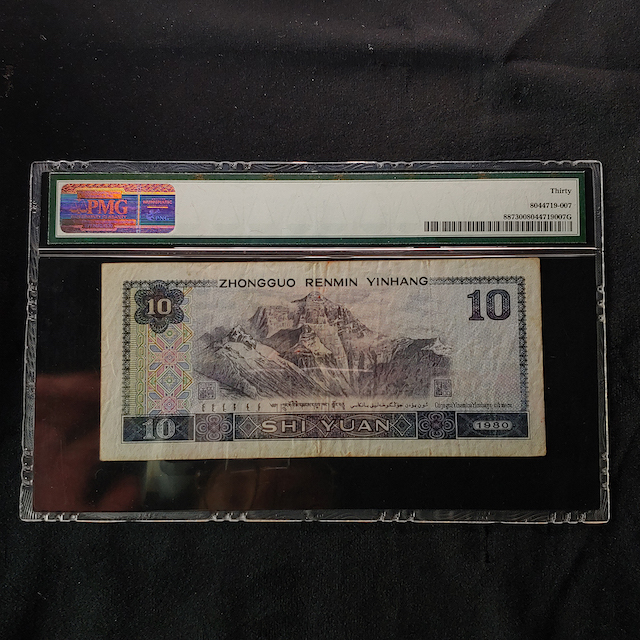 PMG
Thirty
8044719-007
8873008044719007G
ZHONGGUO RENMIN YINHANG
10
10
10
SHI YUAN
1980